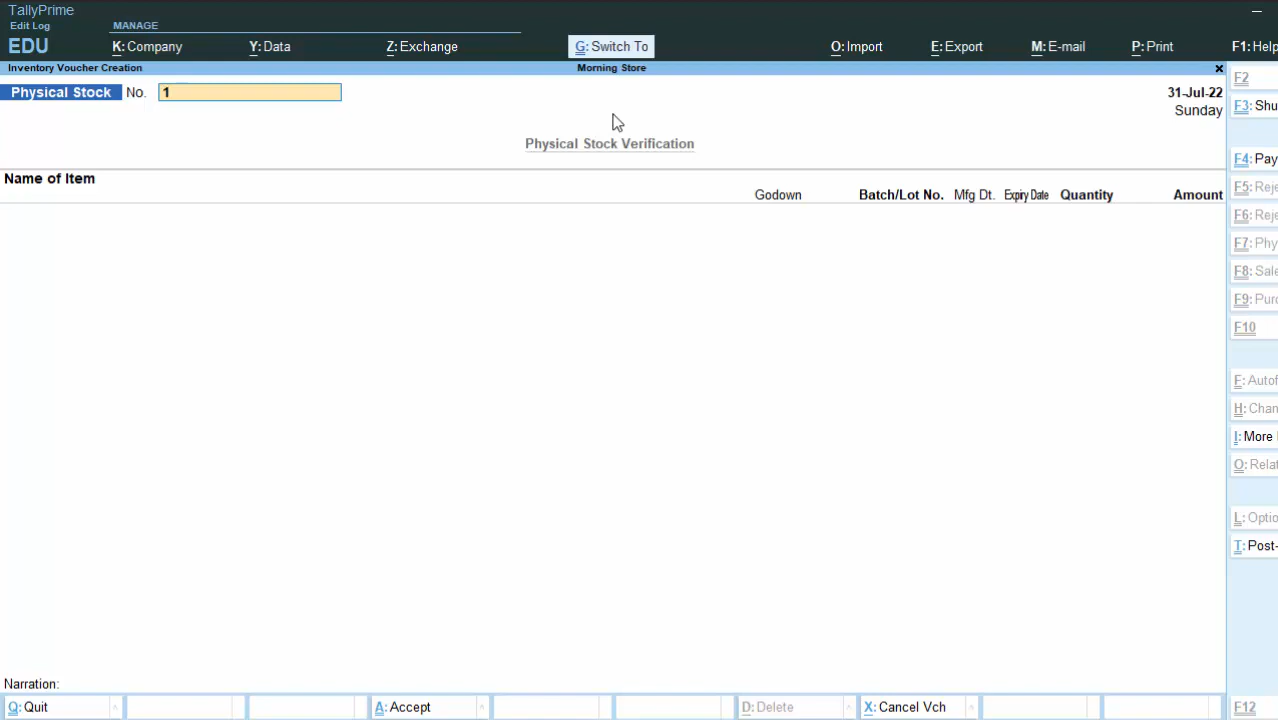 TallyPrime
Edit Log
MANAGE
EDU
K: Company
Y: Data
Z: Exchange
G: Switch To
O: Import
E: Export
M: E-mail
P: Print
F1: Help
Inventory Voucher Creation
Morning Store
Physical Stock No. 1
31-Jul-22
Sunday
Physical Stock Verification
Name of Item
Godown Batch/Lot No. Mfg Dt. Expiry Date Quantity Amount
F2
F3: Shu
F4: Pay
F5: Reje
F6: Reje
F7: Phy
F8: Sale
F9: Purc
F10
F: Autof
H: Chan
I: More
O: Relat
L: Optio
T: Post-
F12
Narration:
Q: Quit
A: Accept
D: Delete
X: Cancel Vch